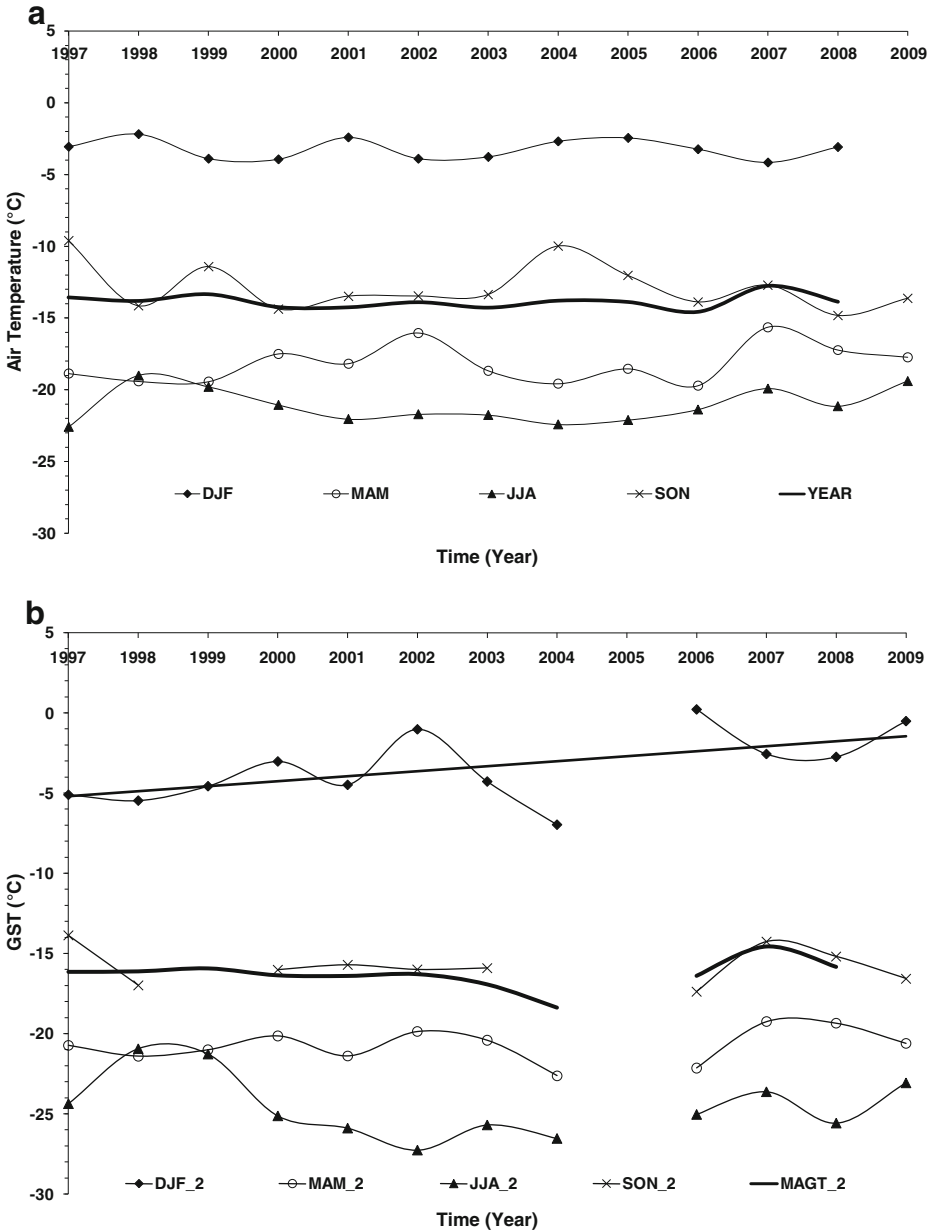 a
5
1997 1998 1999 2000 2001 2002 2003 2004 2005 2006 2007 2008 2009
0
-5
-10
-15
-20
-25
-30
Air Temperature (°C)
DJF MAM JJA SON YEAR
Time (Year)
b
5
1997 1998 1999 2000 2001 2002 2003 2004 2005 2006 2007 2008 2009
0
-5
-10
-15
-20
-25
-30
GST (°C)
DJF_2 MAM_2 JJA_2 SON_2 MAGT_2
Time (Year)